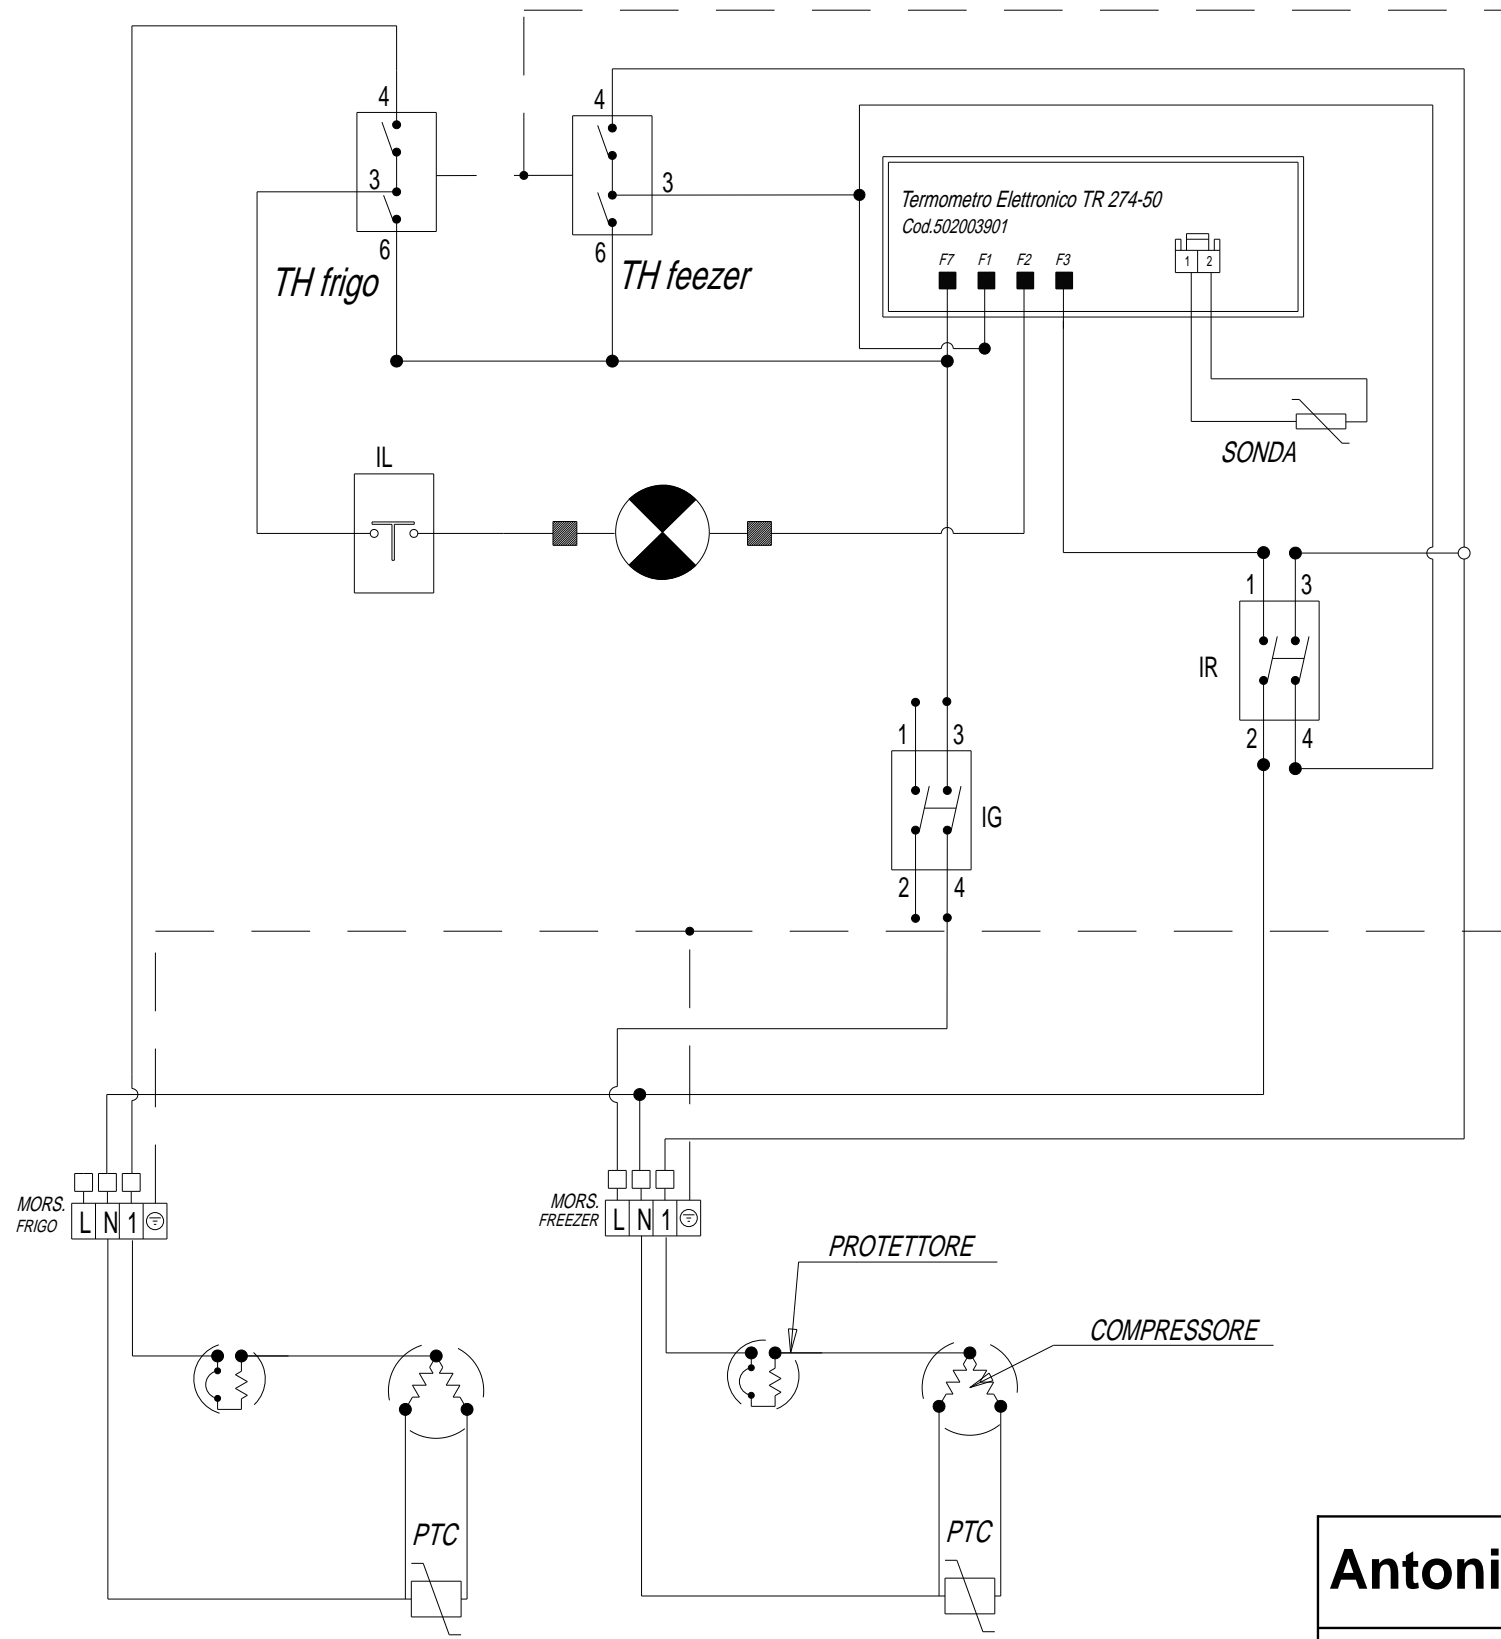 4
3
6
TH frigo
4
3
6
TH feezer
Termometro Elettronico TR 274-50
Cod.502003901
F7 F1 F2 F3
1 2
SONDA
IL
1 3
IR
2 4
1 3
IG
2 4
MORS.
FRIGO
L N 1
MORS.
FREEZER
L N 1
PROTETTORE
COMPRESSORE
PTC
PTC
Antoni